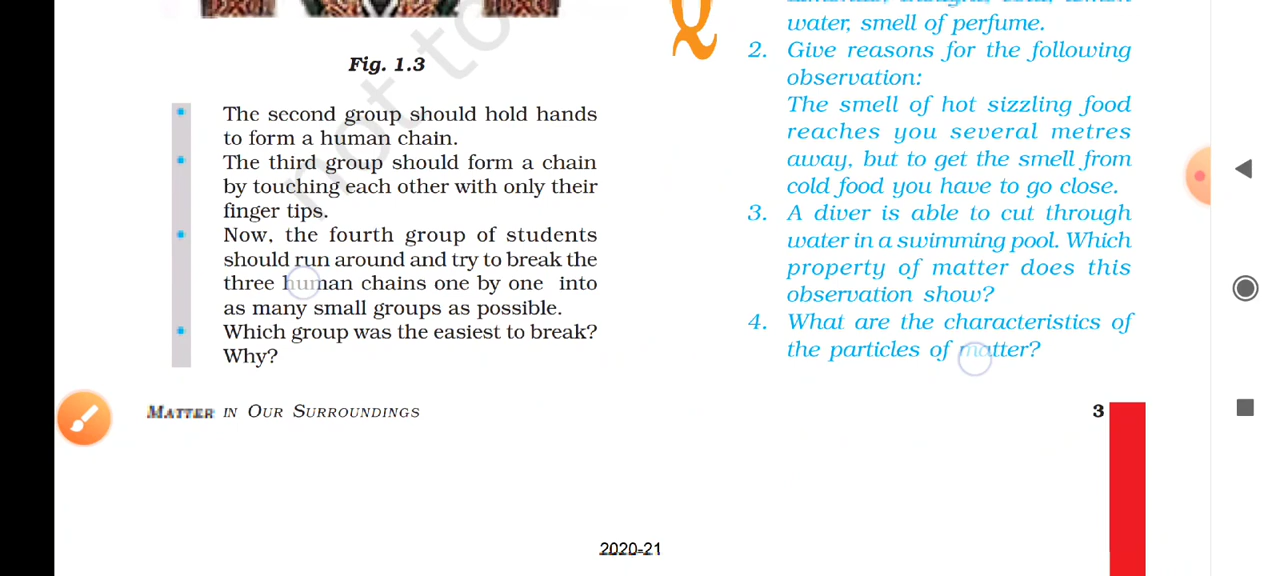 Fig. 1.3
The second group should hold hands
to form a human chain.
The third group should form a chain
by touching each other with only their
finger tips.
Now, the fourth group of students
should run around and try to break the
three human chains one by one into
as many small groups as possible.
Which group was the easiest to break?
Why?
MATTER IN OUR SURROUNDINGS
not to
Q
water, smell of perfume.
2. Give reasons for the following
observation:
The smell of hot sizzling food
reaches you several metres
away, but to get the smell from
cold food you have to go close.
3. A diver is able to cut through
water in a swimming pool. Which
property of matter does this
observation show?
4. What are the characteristics of
the particles of matter?
3
2020-21